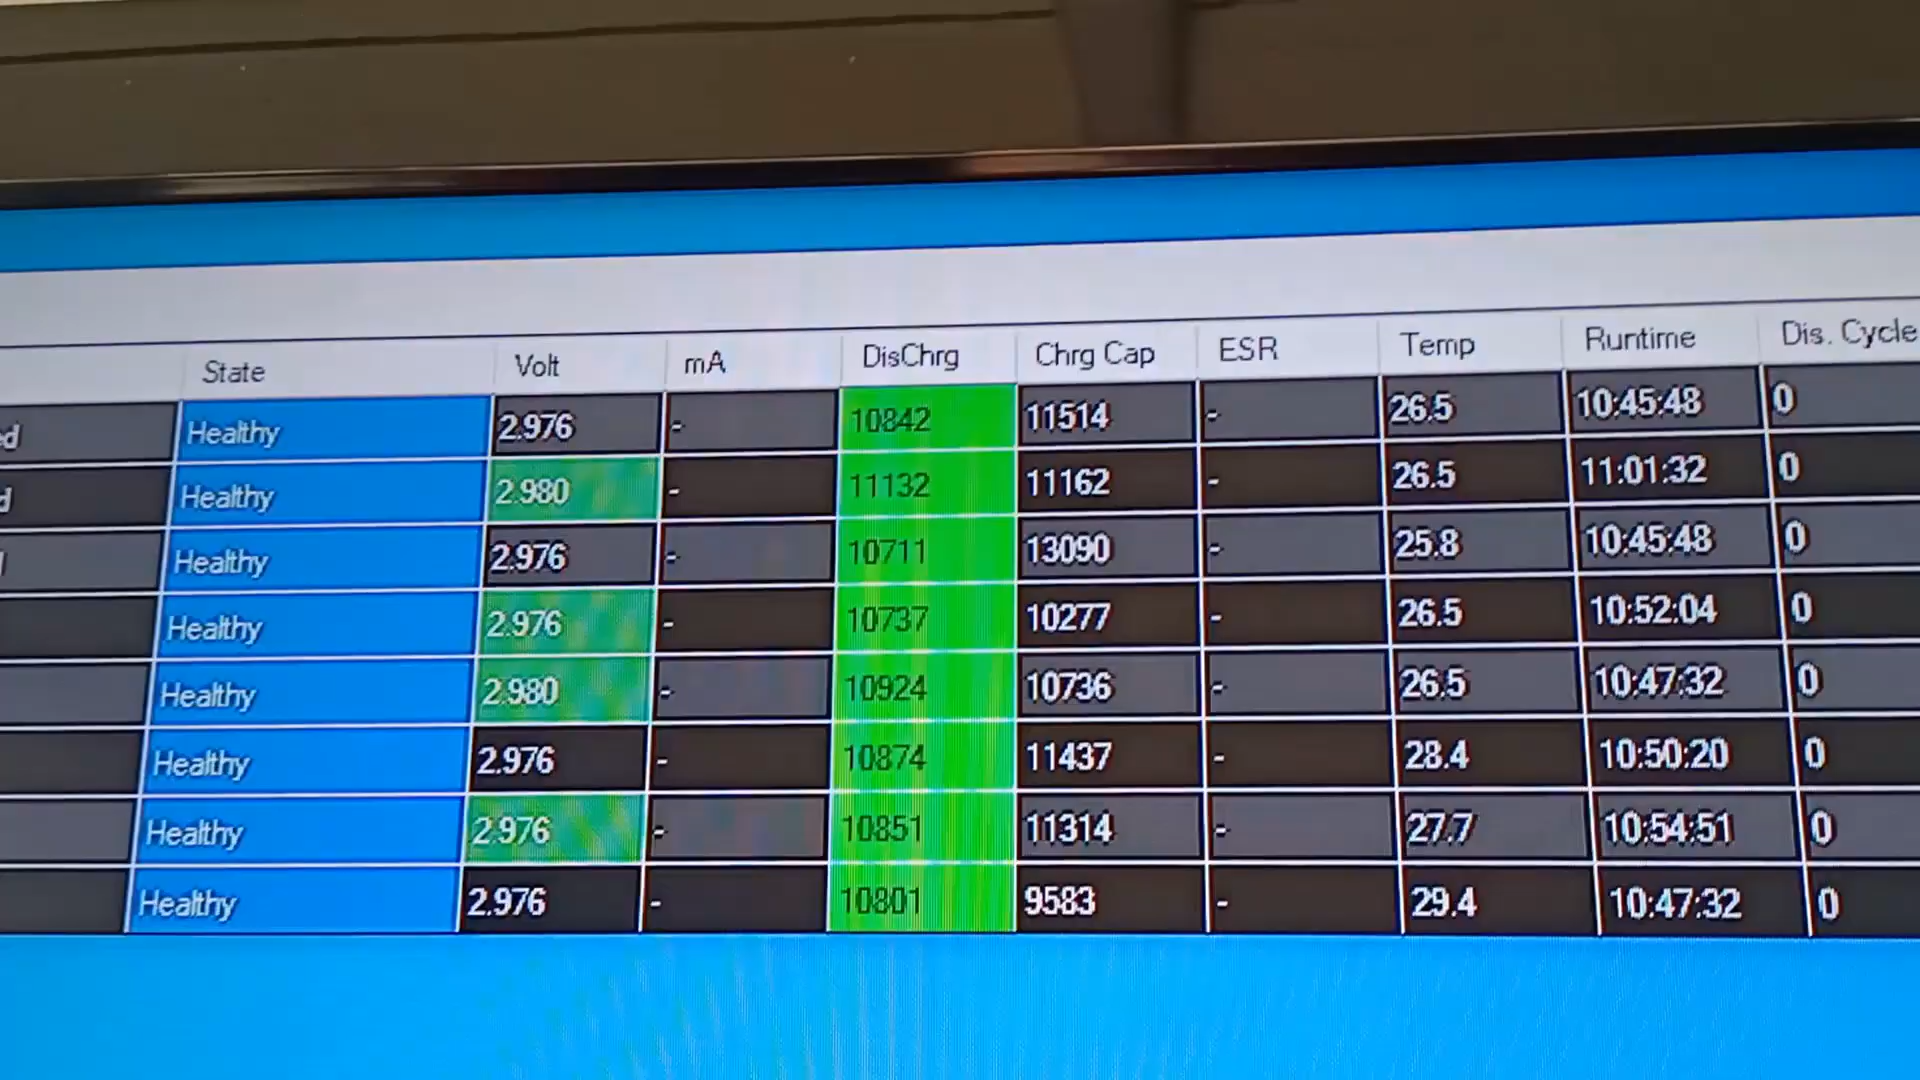 State Volt mA DisChrg Chrg Cap ESR Temp Runtime Dis. Cycle
ed Healthy 2.976 - 10842 11514 - 26.5 10:45:48 0
d Healthy 2.980 - 11132 11162 - 26.5 11:01:32 0
Healthy 2.976 - 10711 13090 - 25.8 10:45:48 0
Healthy 2.976 - 10737 10277 - 26.5 10:52:04 0
Healthy 2.980 - 10924 10736 - 26.5 10:47:32 0
Healthy 2.976 - 10874 11437 - 28.4 10:50:20 0
Healthy 2.976 - 10851 11314 - 27.7 10:54:51 0
Healthy 2.976 - 10801 9583 - 29.4 10:47:32 0